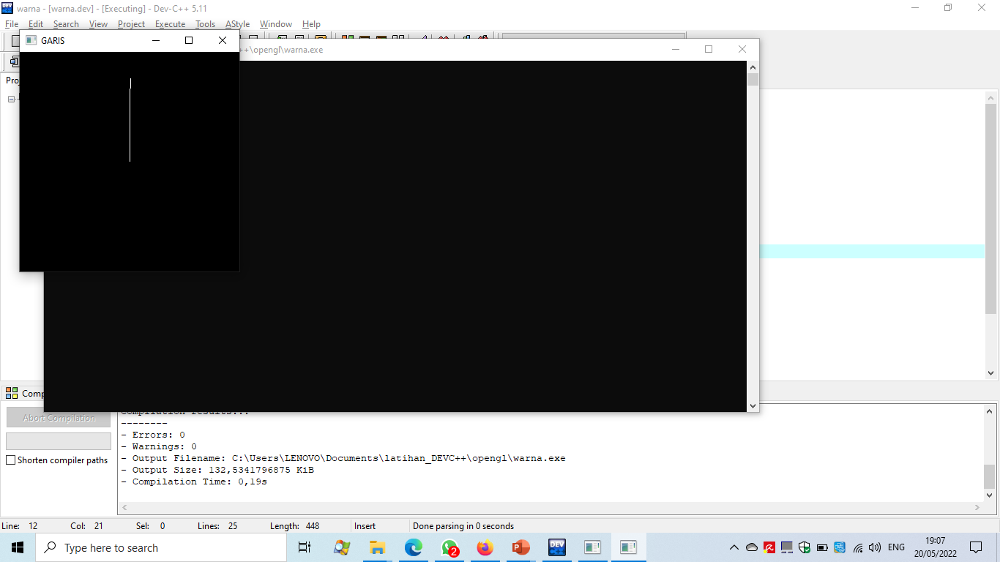 warna - [warna.dev] - [Executing] - Dev-C++ 5.11
File Edit Search View Project Execute Tools AStyle Window Help
GARIS
++\opengl\warna.exe
Abort Compilation
Shorten compiler paths
Compilation results...
--------
- Errors: 0
- Warnings: 0
- Output Filename: C:\Users\LENOVO\Documents\latihan_DEVC++\opengl\warna.exe
- Output Size: 132,5341796875 KiB
- Compilation Time: 0,19s
Line: 12 Col: 21 Sel: 0 Lines: 25 Length: 448 Insert Done parsing in 0 seconds
Type here to search
DEV
2
ENG
19:07
20/05/2022